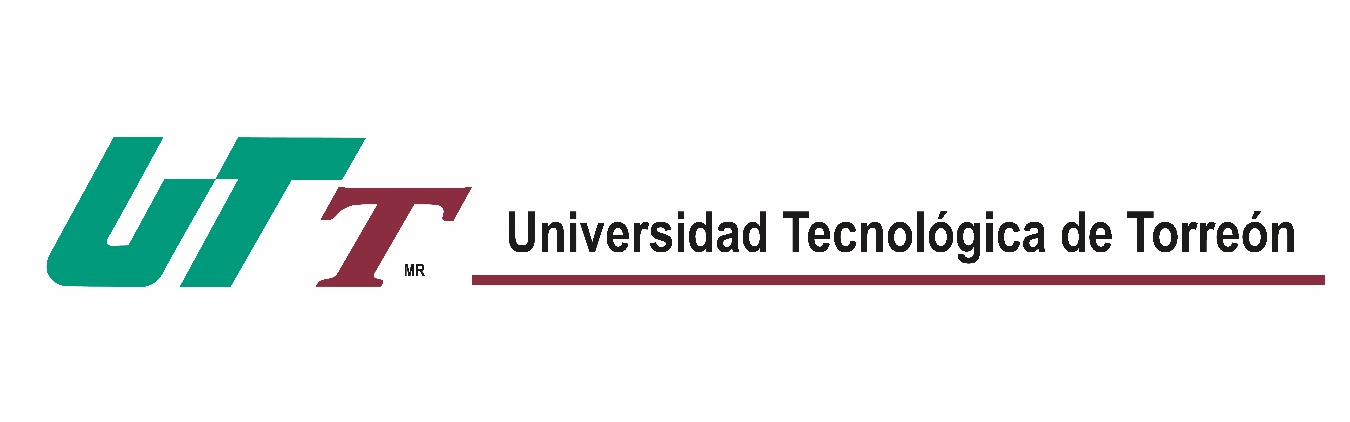 UTT
MR
Universidad Tecnológica de Torreón